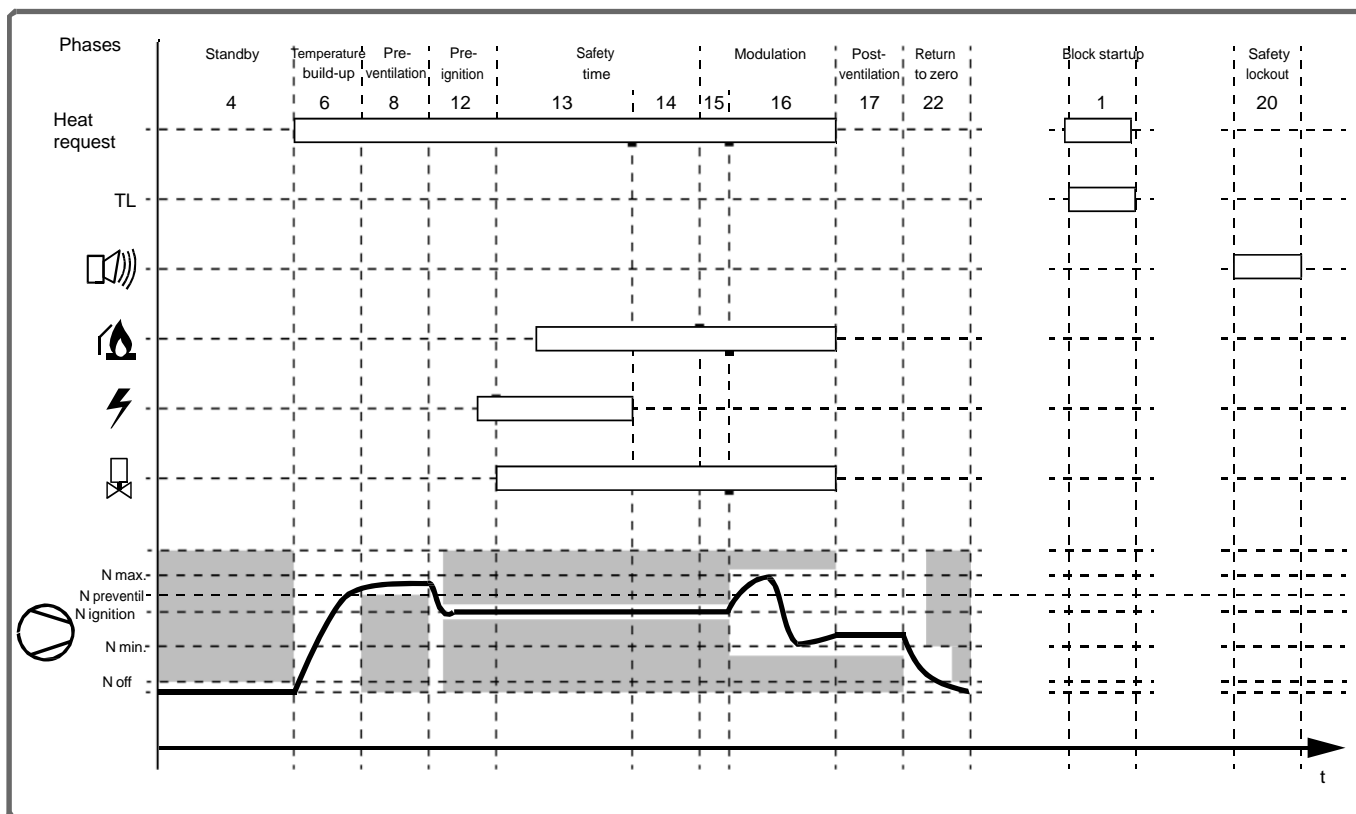 Phases
Standby
Temperature
build-up
Pre-
ventilation
Pre-
ignition
Safety
time
Modulation
Post-
ventilation
Return
to zero
Block startup
Safety
lockout
4
6
8
12
13
14
15
16
17
22
1
20
Heat
request
TL
N max.
N preventil
N ignition
N min.
N off
t